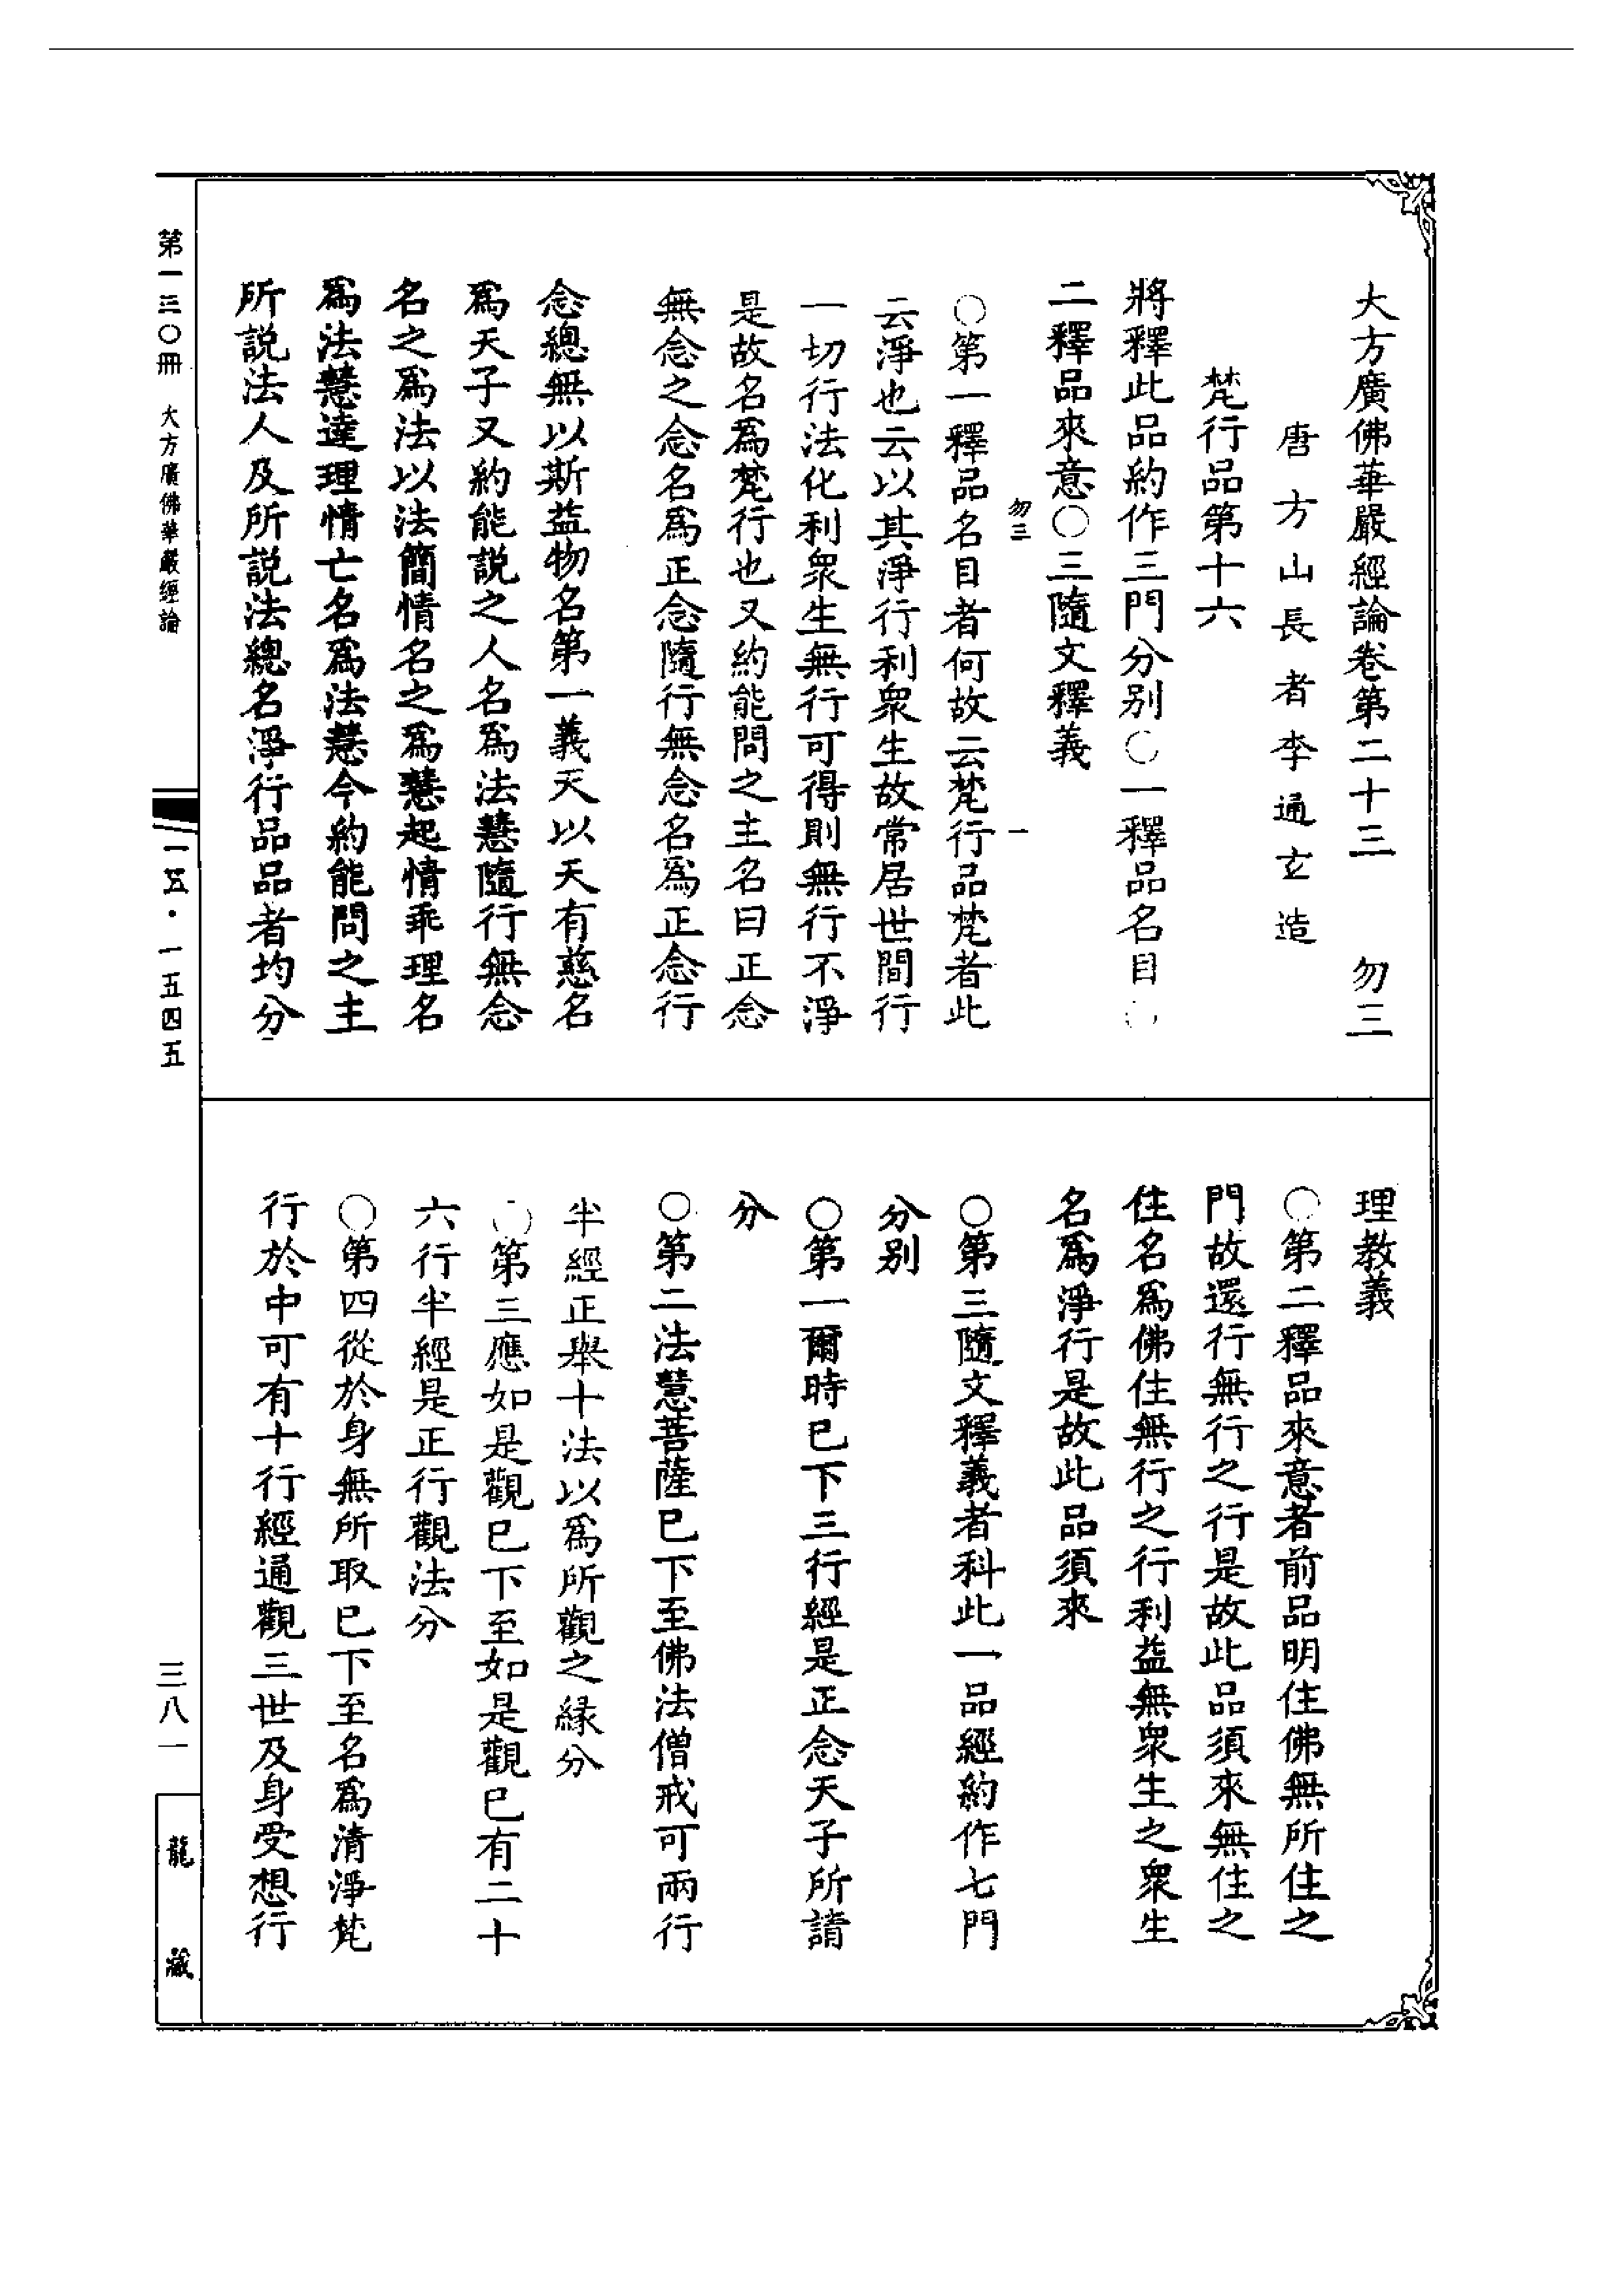 大方廣佛華嚴經論卷第二十三　勿三
唐方山長者李通玄造
梵行品第十六
將釋此品約作三門分别〇一釋品名目〇
二釋品來意〇三隨文釋義
勿三　一
〇第一釋品名目者何故云梵行品梵者此
云淨也云以其淨行利衆生故常居世間行
一切行法化利衆生無行可得則無行不淨
是故名爲梵行也又約能問之主名曰正念
無念之念名爲正念隨行無念名爲正念行
念總無以斯益物名第一義天以天有慈名
爲天子又約能説之人名爲法慧隨行無念
名之爲法以法簡情名之爲慧起情乖理名
爲法慧達理情亡名爲法慧今約能問之主
所説法人及所説法總名淨行品品者均分
理教義
〇第二釋品來意者前品明住佛無所住之
門故還行無行之行是故此品須來無住之
住名爲佛住無行之行利益無衆生之衆生
名爲淨行是故此品須來
〇第三隨文釋義者科此一品經約作七門
分别
〇第一爾時已下三行經是正念天子所請
分
〇第二法慧菩薩已下至佛法僧戒可兩行
半經正舉十法以爲所觀之緣分
〇第三應如是觀已下至如是觀已有二十
六行半經是正行觀法分
〇第四從於身無所取已下至名爲清淨梵
行於中可有十行經通觀三世及身受想行
第一三〇冊　大方廣佛華嚴經論
一五·一五四五
三八一
龍藏